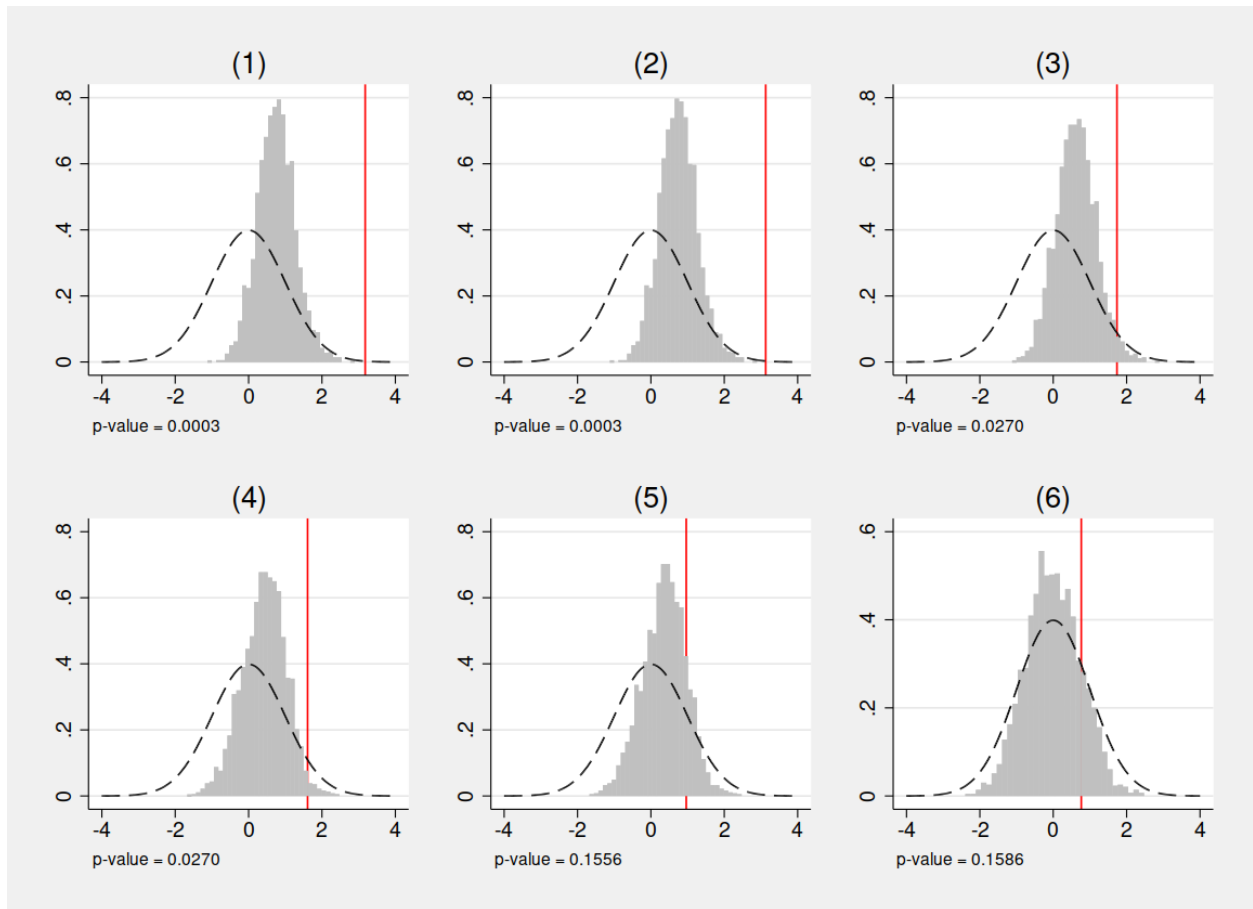 (1) (2) (3)
.8 .8 .8
.6 .6 .6
.4 .4 .4
.2 .2 .2
0 0 0
-4 -2 0 2 4 -4 -2 0 2 4 -4 -2 0 2 4
p-value = 0.0003 p-value = 0.0003 p-value = 0.0270
(4) (5) (6)
.8 .8 .6
.6 .6 .4
.4 .4 .2
.2 .2 0
0 0
-4 -2 0 2 4 -4 -2 0 2 4 -4 -2 0 2 4
p-value = 0.0270 p-value = 0.1556 p-value = 0.1586